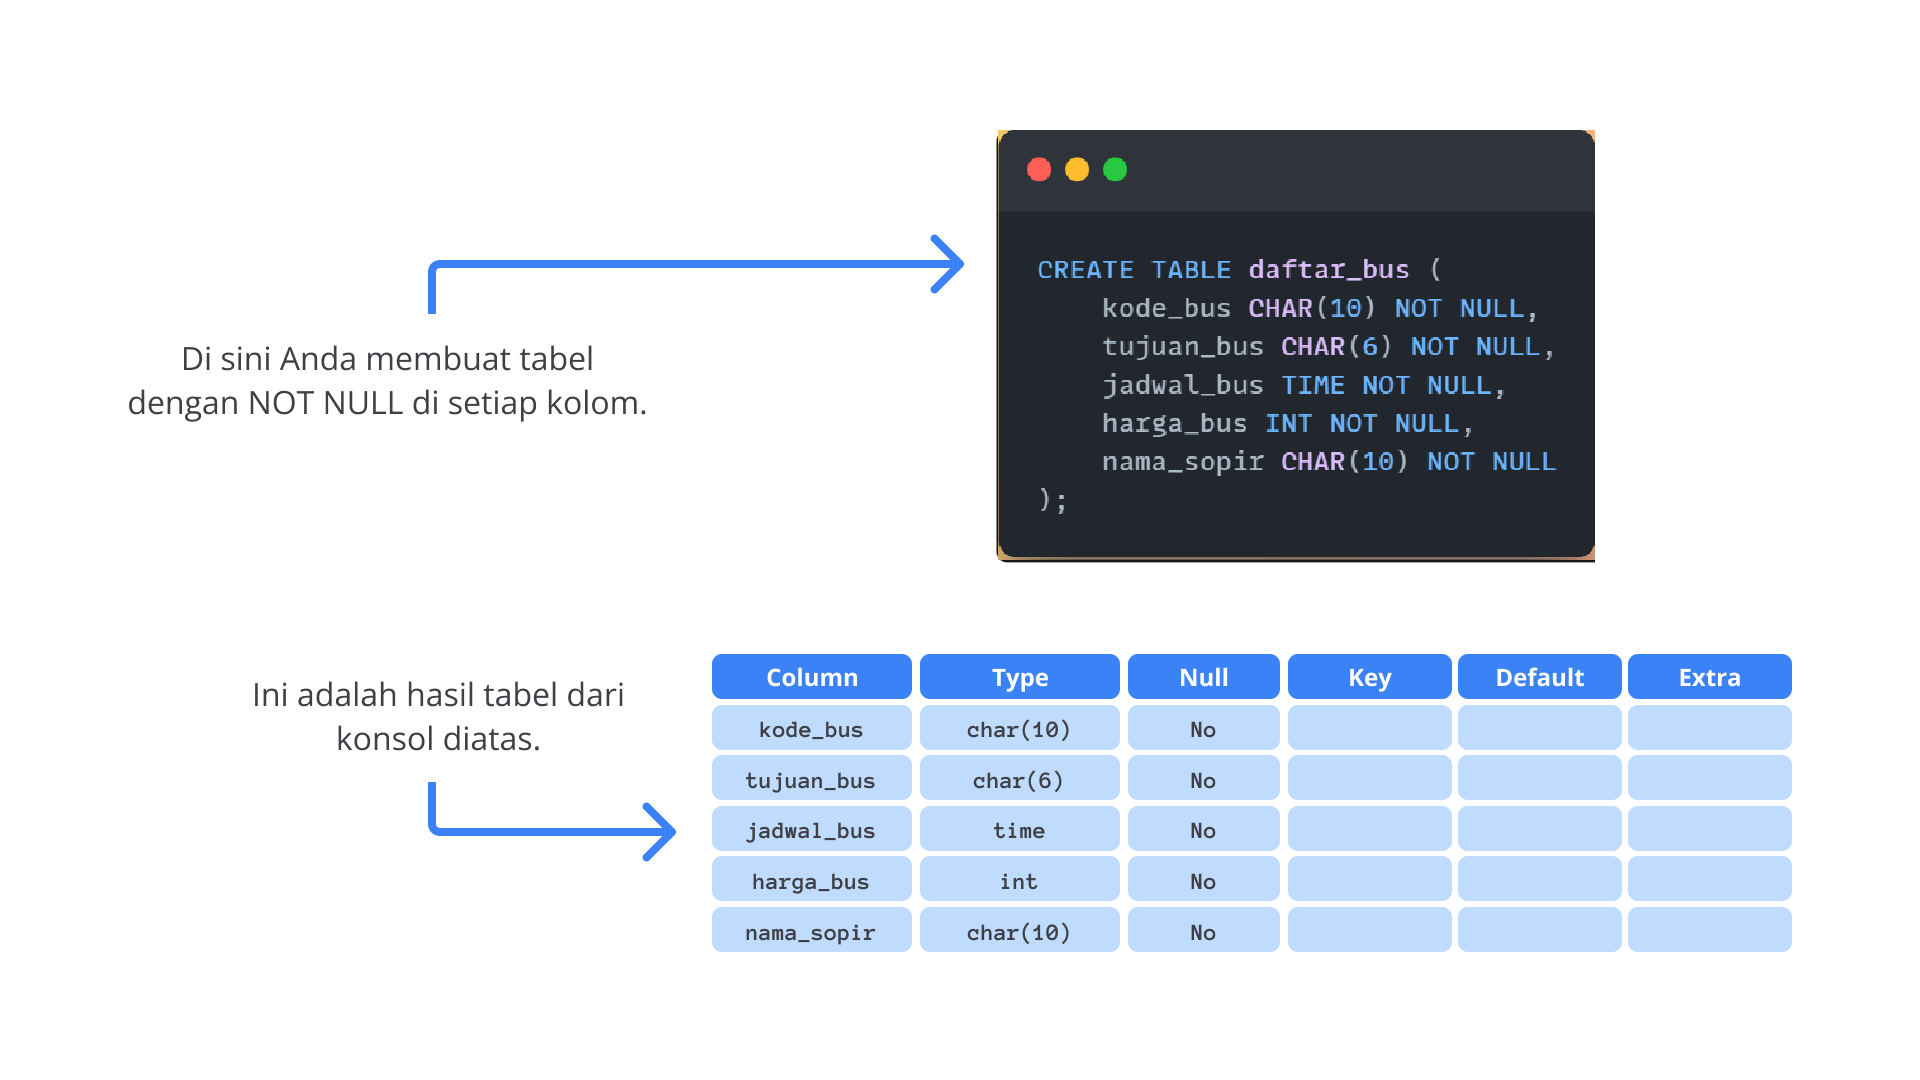 Di sini Anda membuat tabel
dengan NOT NULL di setiap kolom.
CREATE TABLE daftar_bus (
kode_bus CHAR(10) NOT NULL,
tujuan_bus CHAR(6) NOT NULL,
jadwal_bus TIME NOT NULL,
harga_bus INT NOT NULL,
nama_sopir CHAR(10) NOT NULL
);
Ini adalah hasil tabel dari
konsol diatas.
Column Type Null Key Default Extra
kode_bus char(10) No
tujuan_bus char(6) No
jadwal_bus time No
harga_bus int No
nama_sopir char(10) No